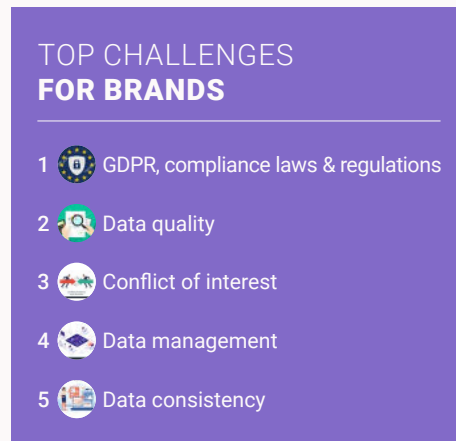 TOP CHALLENGES
FOR BRANDS
1 GDPR, compliance laws & regulations
2 Data quality
3 Conflict of interest
4 Data management
5 Data consistency